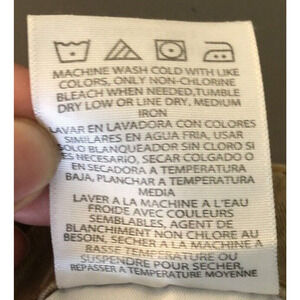 MACHINE WASH COLD WITH LIKE
COLORS, ONLY NON-CHLORINE
BLEACH WHEN NEEDED,TUMBLE
DRY LOW OR LINE DRY, MEDIUM
IRON
LAVAR EN LAVADORA CON COLORES
SIMILARES EN AGUA FRIA, USAR
SOLO BLANQUEADOR SIN CLORO SI
ES NECESARIO, SECAR COLGADO O
EN SECADORA A TEMPERATURA
BAJA, PLANCHAR A TEMPERATURA
MEDIA
LAVER A LA MACHINE A L'EAU
FROIDE AVEC COULEURS
SEMBLABLES, AGENT DE
BLANCHIMENT NON CHLORE AU
BESOIN, SECHER A LA MACHINE A
BASSE TEMPERATURE OU
SUSPENDRE POUR SECHER,
REPASSER A TEMPERATURE MOYENNE